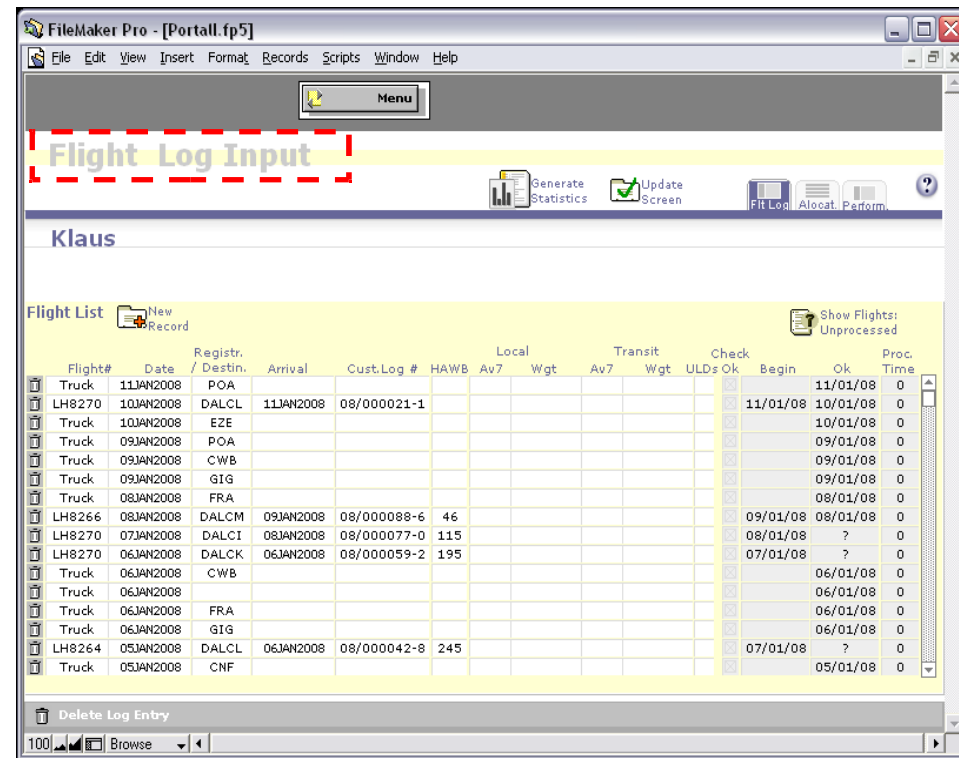 FileMaker Pro - [Portall.fp5]
File Edit View Insert Format Records Scripts Window Help
Menu
Flight Log Input
Generate Statistics
Update Screen
Flt Log Alocat. Perform.
?
Klaus
Flight List
New Record
Show Flights: Unprocessed
Registr. Local Transit Check Proc.
Flight# Date / Destin. Arrival Cust.Log # HAWB Av7 Wgt Av7 Wgt ULDs Ok Begin Ok Time
Truck 11JAN2008 POA 11/01/08 0
LH8270 10JAN2008 DALCL 11JAN2008 08/000021-1 11/01/08 10/01/08 0
Truck 10JAN2008 EZE 10/01/08 0
Truck 09JAN2008 POA 09/01/08 0
Truck 09JAN2008 CWB 09/01/08 0
Truck 09JAN2008 GIG 09/01/08 0
Truck 08JAN2008 FRA 08/01/08 0
LH8266 08JAN2008 DALCM 09JAN2008 08/000088-6 46 09/01/08 08/01/08 0
LH8270 07JAN2008 DALCI 08JAN2008 08/000077-0 115 08/01/08 ? 0
LH8270 06JAN2008 DALCK 06JAN2008 08/000059-2 195 07/01/08 ? 0
Truck 06JAN2008 CWB 06/01/08 0
Truck 06JAN2008 06/01/08 0
Truck 06JAN2008 FRA 06/01/08 0
Truck 06JAN2008 GIG 06/01/08 0
LH8264 05JAN2008 DALCL 06JAN2008 08/000042-8 245 07/01/08 ? 0
Truck 05JAN2008 CNF 05/01/08 0
Delete Log Entry
100 Browse